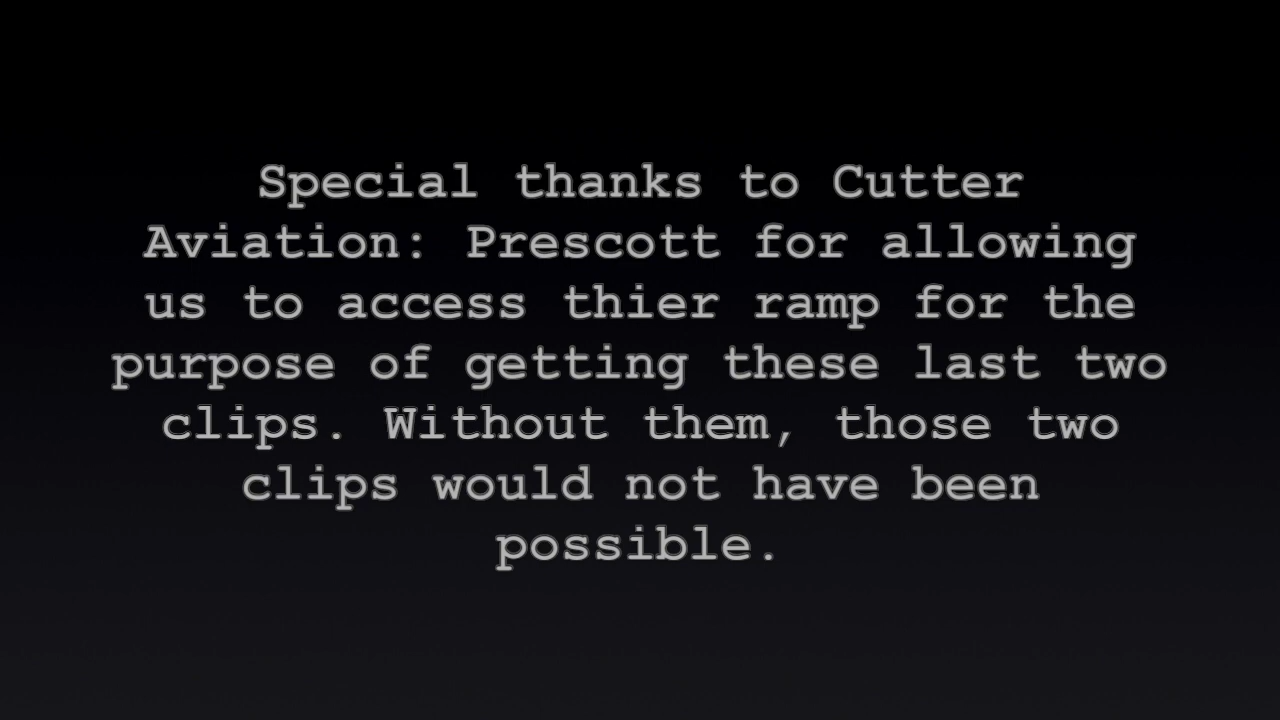 Special thanks to Cutter
Aviation: Prescott for allowing
us to access thier ramp for the
purpose of getting these last two
clips. Without them, those two
clips would not have been
possible.